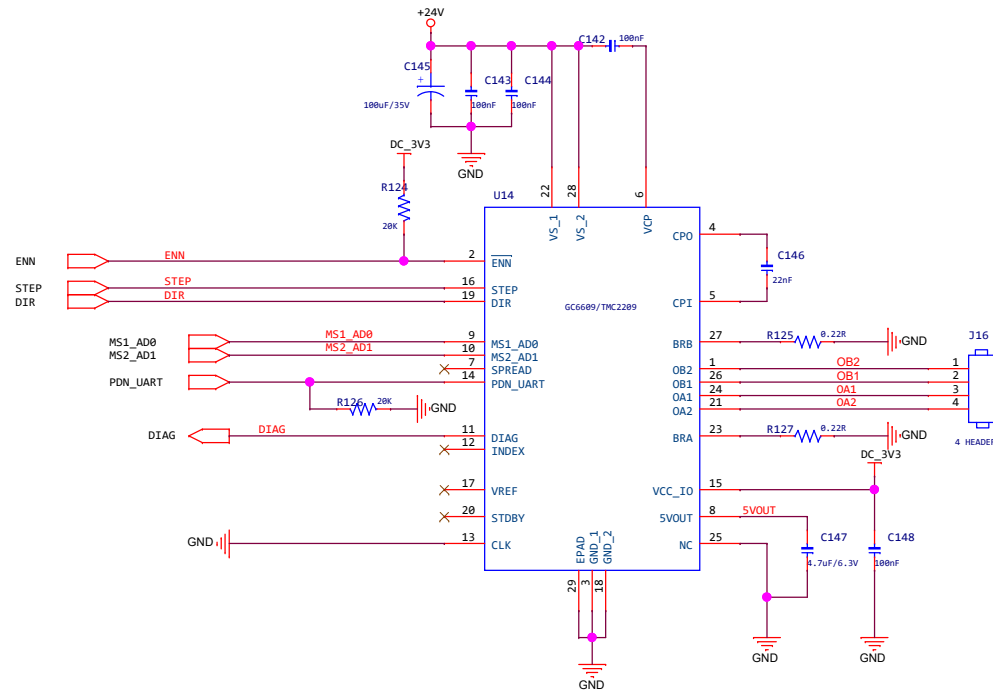 +24V
C142 100nF
C145
C143 C144
+
100uF/35V 100nF 100nF
DC_3V3
GND
R124
20K
U14
22 28 6
VS_1 VS_2 VCP
CPO 4
C146
22nF
CPI 5
ENN ENN 2 ENN
STEP STEP 16 STEP
DIR DIR 19 DIR
GC6609/TMC2209
MS1_AD0 MS1_AD0 9 MS1_AD0
MS2_AD1 MS2_AD1 10 MS2_AD1
7 SPREAD
PDN_UART 14 PDN_UART
R126 20K GND
DIAG DIAG 11 DIAG
12 INDEX
17 VREF
20 STDBY
GND 13 CLK
BRB 27 R125 0.22R GND
J16
OB2 1 OB2 1
OB1 26 OB1 2
OA1 24 OA1 3
OA2 21 OA2 4
BRA 23 R127 0.22R GND
4 HEADER
DC_3V3
VCC_IO 15
5VOUT 8 5VOUT
NC 25
C147 C148
4.7uF/6.3V 100nF
EPAD GND_1 GND_2
29 3 18
GND
GND GND